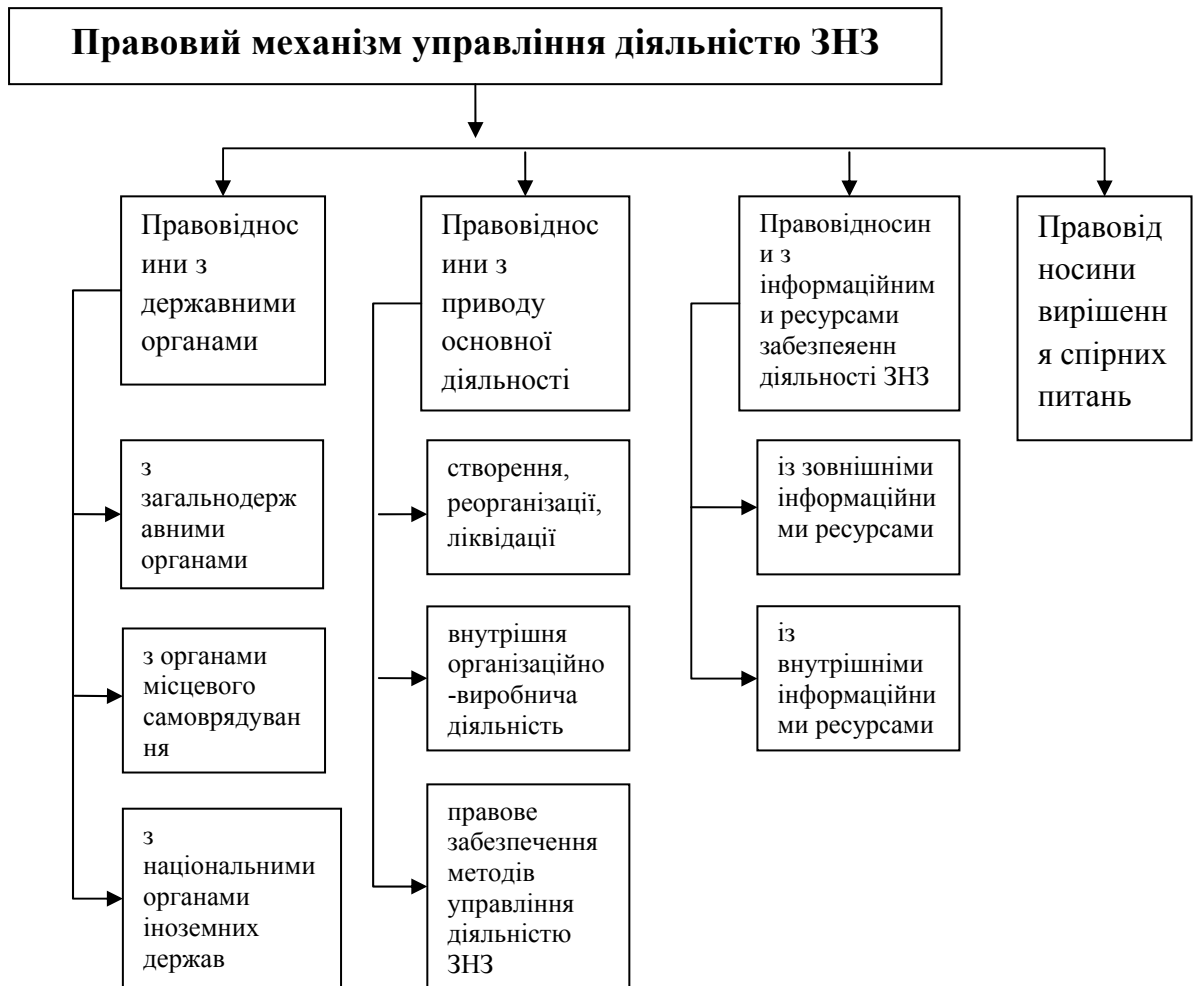 Правовий механізм управління діяльністю ЗНЗ
Правовіднос
ини з
державними
органами
з
загальнодерж
авними
органами
з органами
місцевого
самоврядуван
ня
з
національними
органами
іноземних
держав
Правовіднос
ини з
приводу
основної
діяльності
створення,
реорганізації,
ліквідації
внутрішня
організаційно
-виробнича
діяльність
правове
забезпечення
методів
управління
діяльністю
ЗНЗ
Правовідносин
и з
інформаційним
и ресурсами
забезпеяенн
діяльності ЗНЗ
із зовнішніми
інформаційни
ми ресурсами
із
внутрішніми
інформаційни
ми ресурсами
Правовід
носини
вирішенн
я спірних
питань